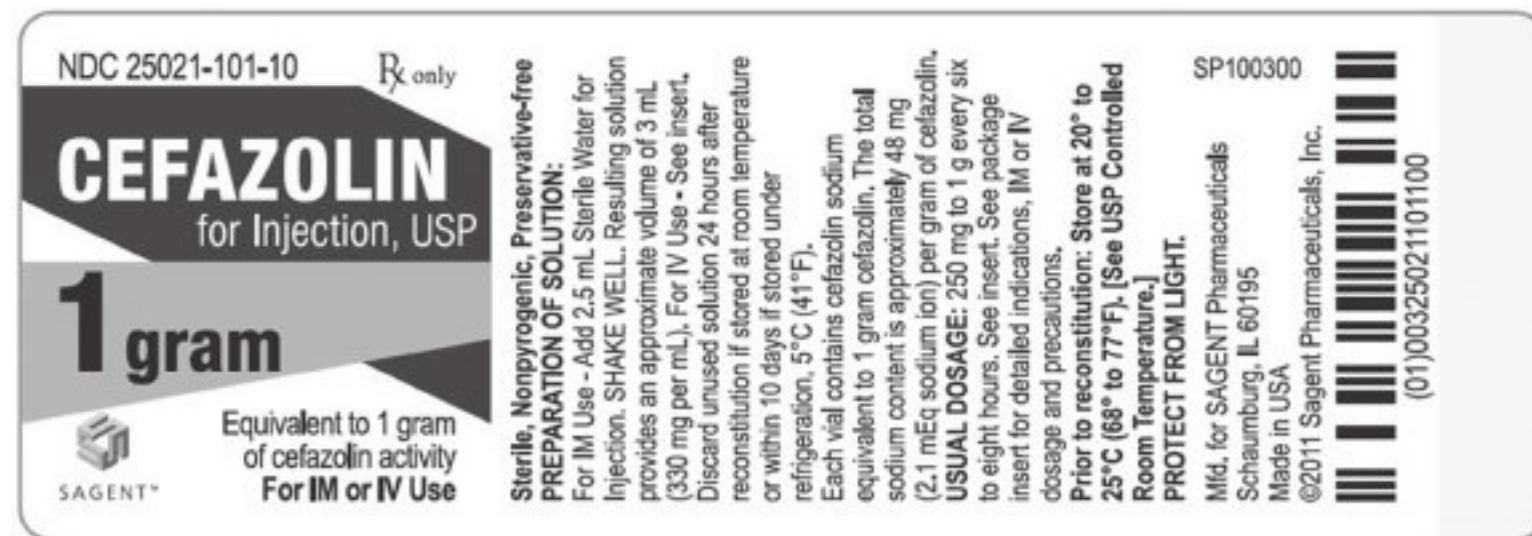 NDC 25021-101-10
Rx only
CEFAZOLIN
for Injection, USP
1 gram
Equivalent to 1 gram
of cefazolin activity
For IM or IV Use
SAGENT™
Sterile, Nonpyrogenic, Preservative-free
PREPARATION OF SOLUTION:
For IM Use - Add 2.5 mL Sterile Water for
Injection. SHAKE WELL. Resulting solution
provides an approximate volume of 3 mL
(330 mg per mL). For IV Use - See insert.
Discard unused solution 24 hours after
reconstitution if stored at room temperature
or within 10 days if stored under
refrigeration, 5°C (41°F).
Each vial contains cefazolin sodium
equivalent to 1 gram cefazolin. The total
sodium content is approximately 48 mg
(2.1 mEq sodium ion) per gram of cefazolin.
USUAL DOSAGE: 250 mg to 1 g every six
to eight hours. See insert. See package
insert for detailed indications, IM or IV
dosage and precautions.
Prior to reconstitution: Store at 20° to
25°C (68° to 77°F). [See USP Controlled
Room Temperature.]
PROTECT FROM LIGHT.
SP100300
Mfd. for SAGENT Pharmaceuticals
Schaumburg, IL 60195
Made in USA
©2011 Sagent Pharmaceuticals, Inc.
(01)00325021101100